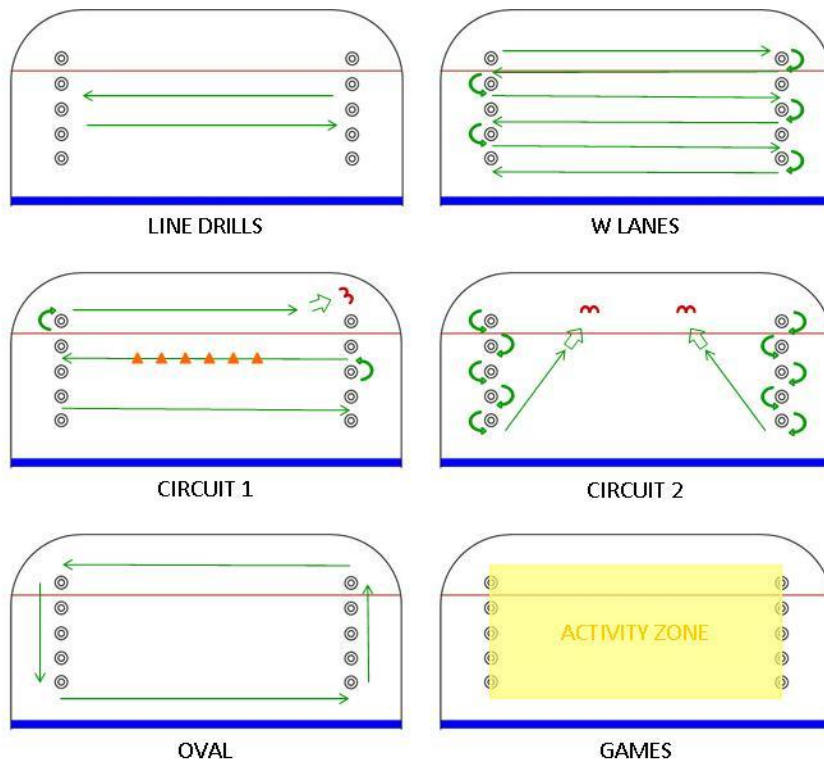 LINE DRILLS
W LANES
CIRCUIT 1
CIRCUIT 2
OVAL
ACTIVITY ZONE
GAMES